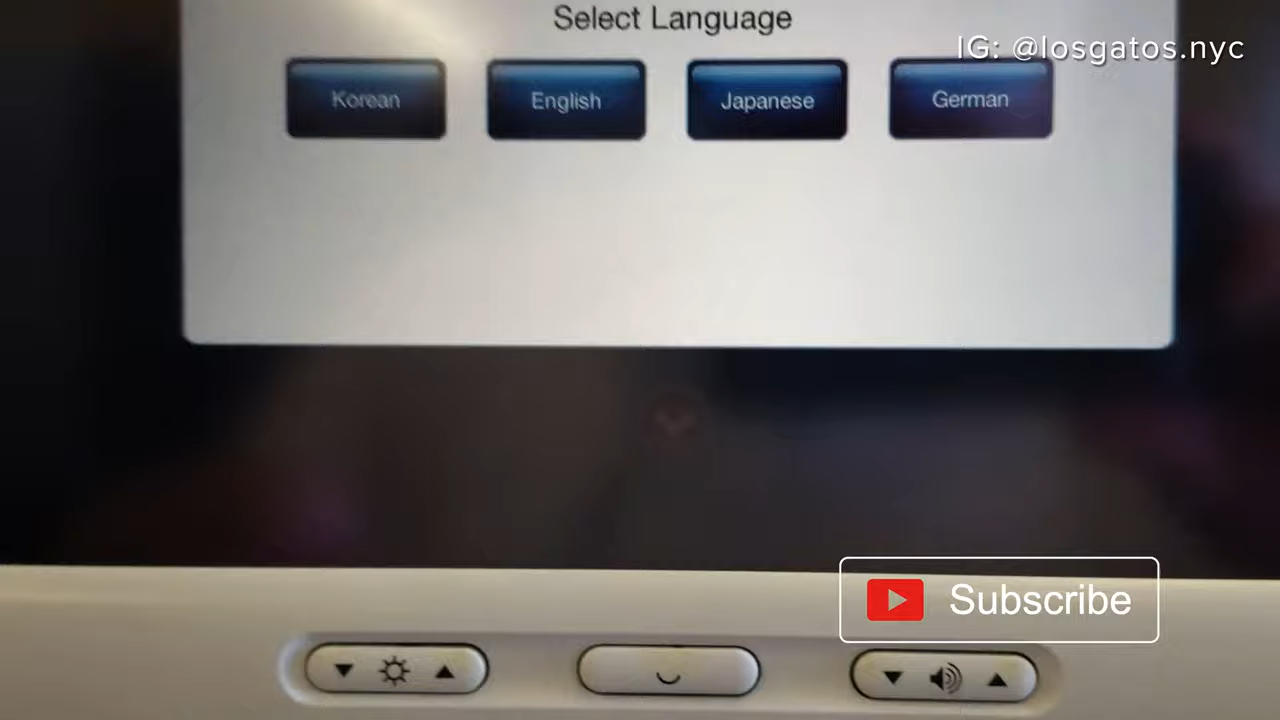 Select Language
IG: @losgatos.nyc
Korean
English
Japanese
German
Subscribe